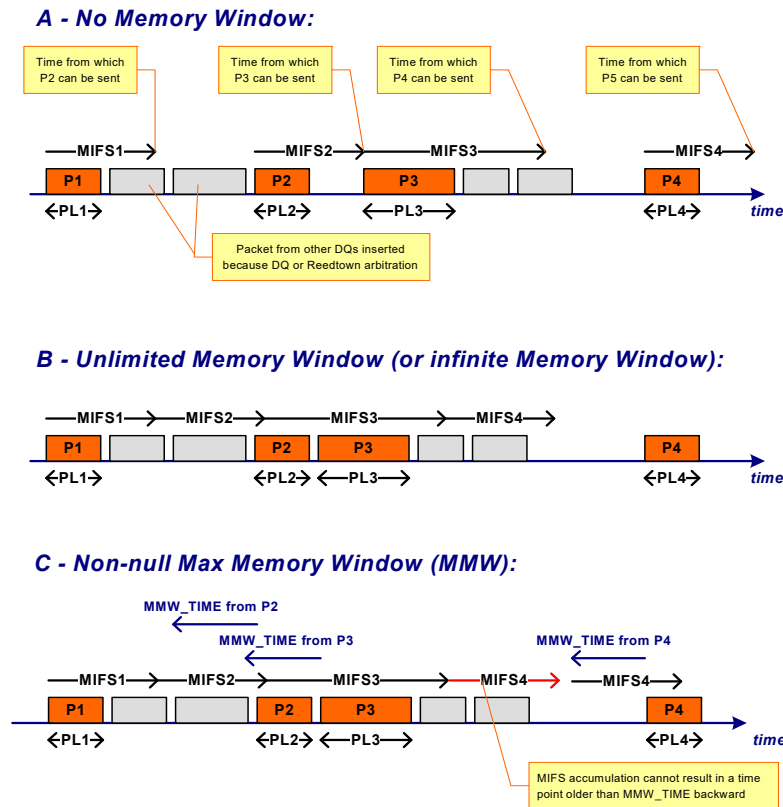 A - No Memory Window:
Time from which
P2 can be sent
Time from which
P3 can be sent
Time from which
P4 can be sent
Time from which
P5 can be sent
MIFS1
MIFS2
MIFS3
MIFS4
P1
P2
P3
P4
PL1
PL2
PL3
PL4
time
Packet from other DQs inserted
because DQ or Reedtown arbitration
B - Unlimited Memory Window (or infinite Memory Window):
MIFS1
MIFS2
MIFS3
MIFS4
P1
P2
P3
P4
PL1
PL2
PL3
PL4
time
C - Non-null Max Memory Window (MMW):
MMW_TIME from P2
MMW_TIME from P3
MMW_TIME from P4
MIFS1
MIFS2
MIFS3
MIFS4
MIFS4
P1
P2
P3
P4
PL1
PL2
PL3
PL4
time
MIFS accumulation cannot result in a time
point older than MMW_TIME backward